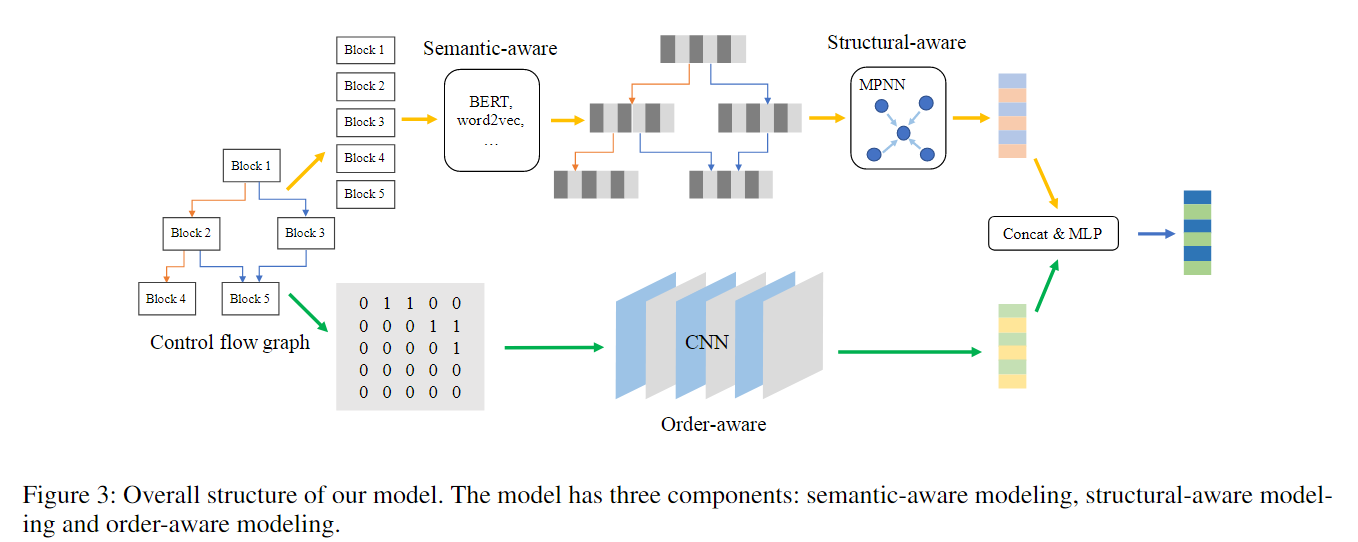 Block 1
Block 2
Block 3
Block 4
Block 5
Semantic-aware
BERT,
word2vec,
…
Structural-aware
MPNN
Block 1
Block 2
Block 3
Block 4
Block 5
Control flow graph
0 1 1 0 0
0 0 0 1 1
0 0 0 0 1
0 0 0 0 0
0 0 0 0 0
CNN
Order-aware
Concat & MLP
Figure 3: Overall structure of our model. The model has three components: semantic-aware modeling, structural-aware model-
ing and order-aware modeling.